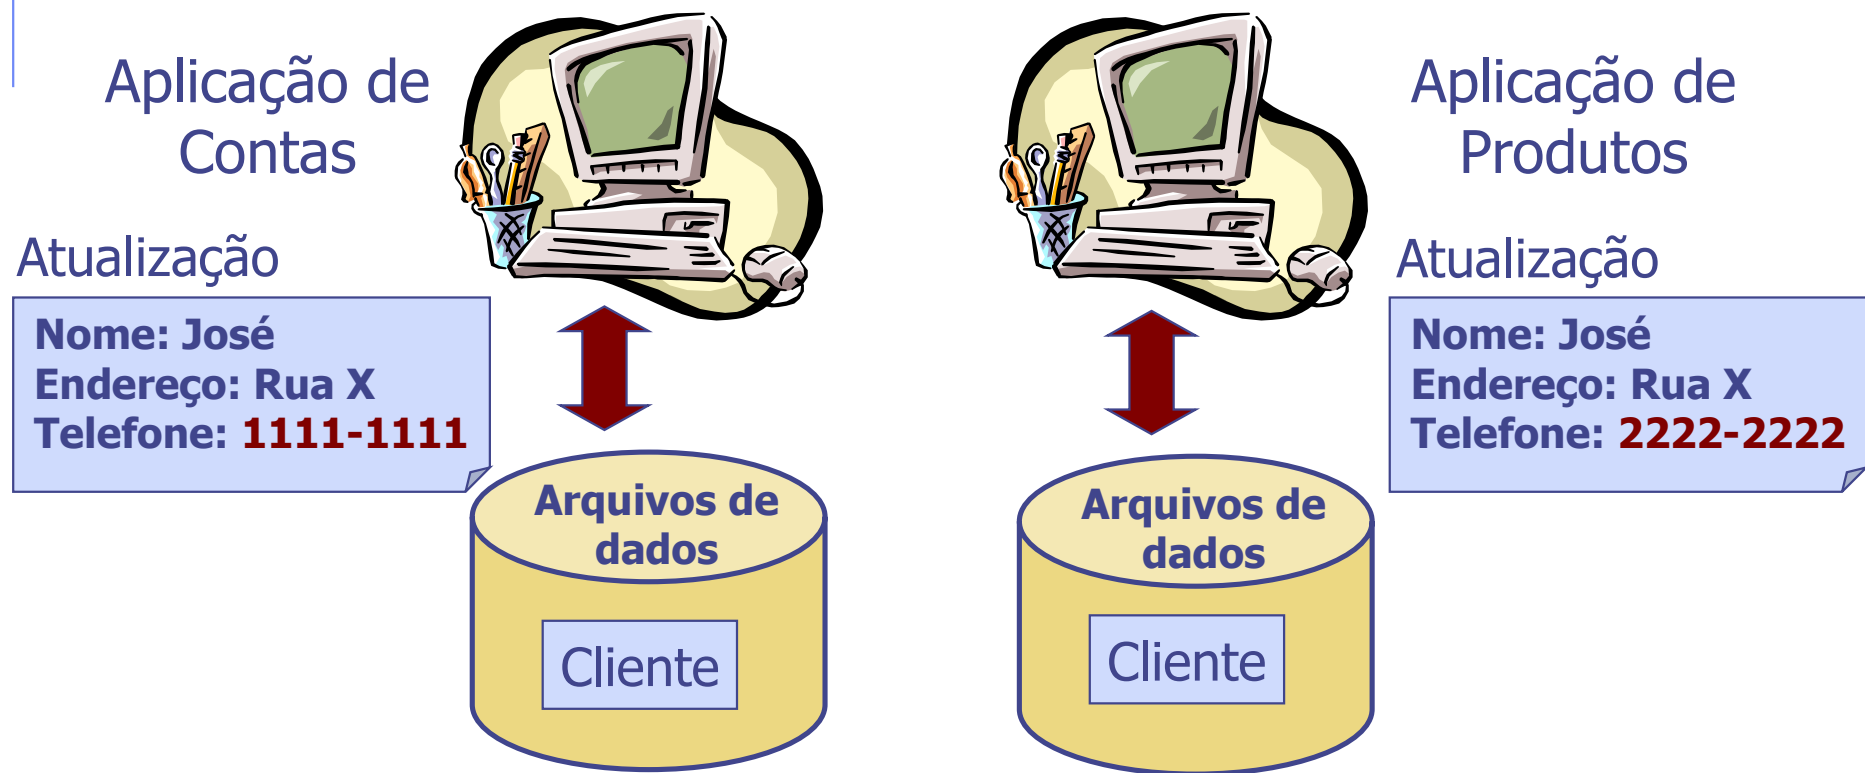 Aplicação de
Contas
Atualização
Nome: José
Endereço: Rua X
Telefone: 1111-1111
Arquivos de
dados
Cliente
Aplicação de
Produtos
Atualização
Nome: José
Endereço: Rua X
Telefone: 2222-2222
Arquivos de
dados
Cliente